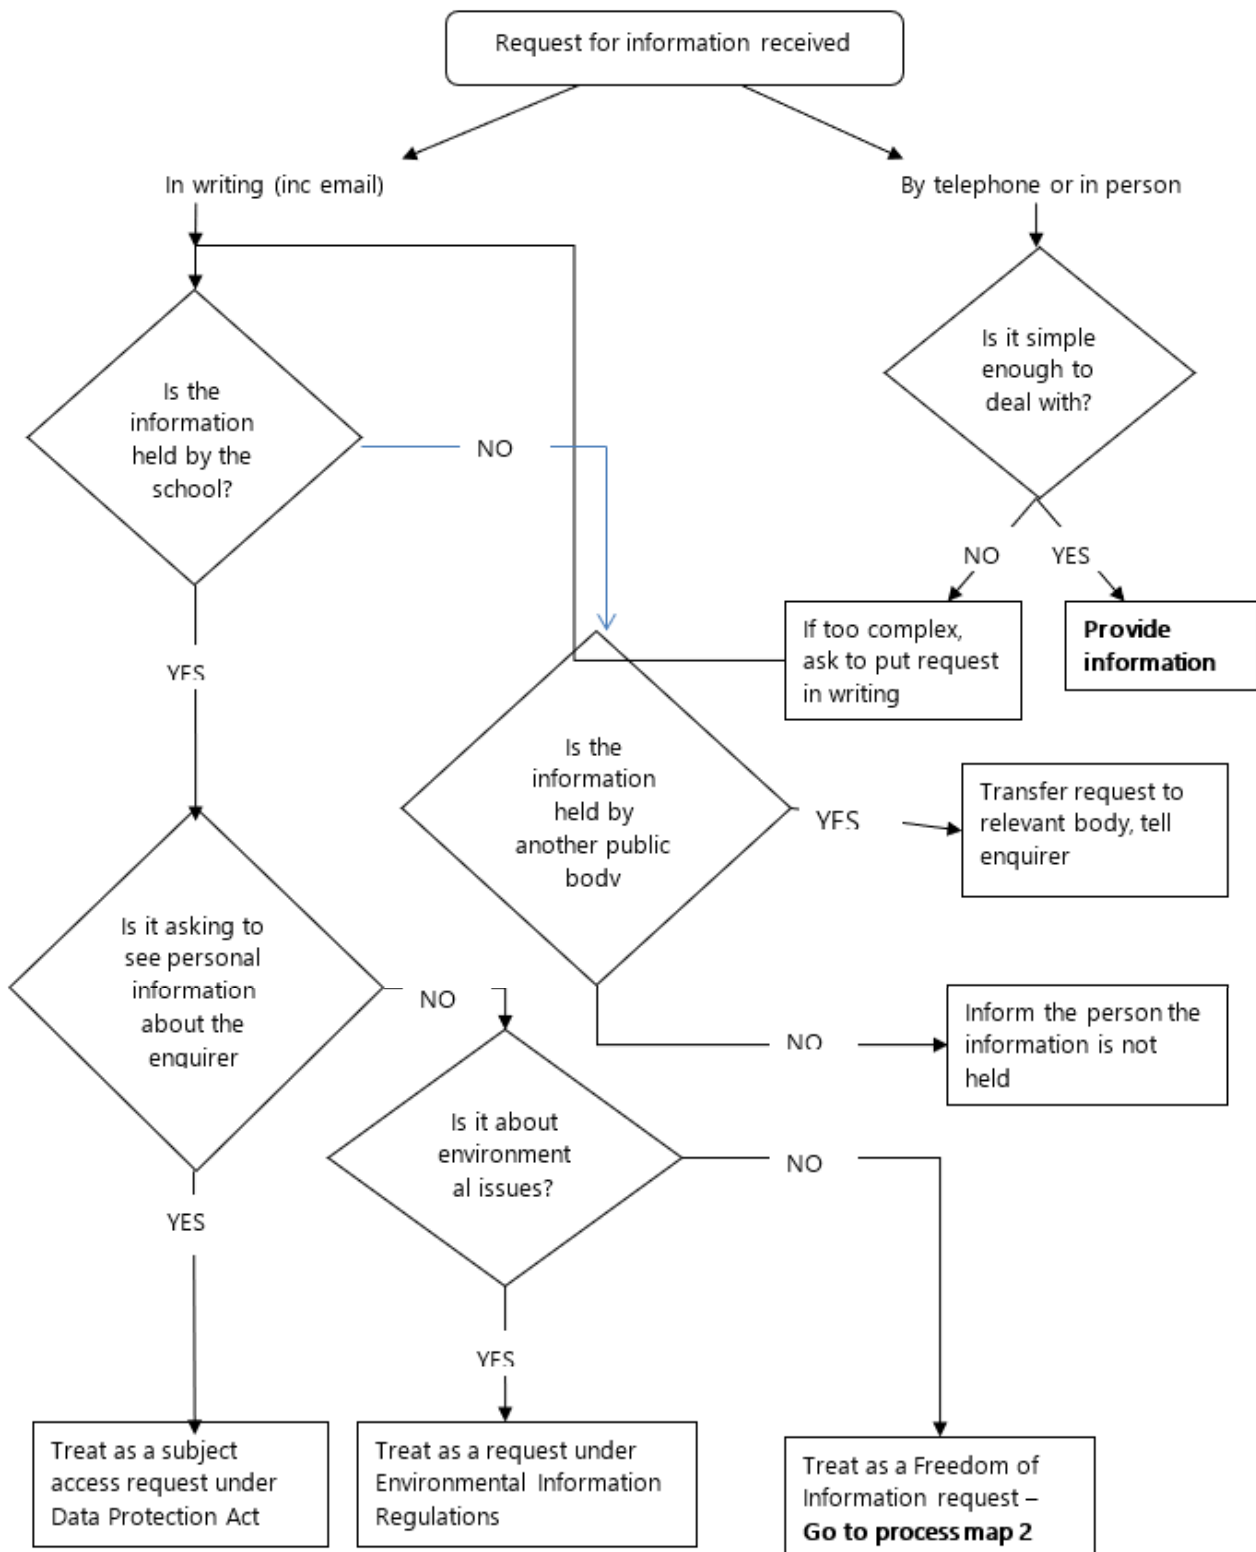 Request for information received
In writing (inc email)
By telephone or in person
Is it simple
enough to
deal with?
Is the
information
held by the
school?
NO
NO
YES
If too complex,
ask to put request
in writing
Provide
information
YES
Is the
information
held by
another public
body
YES
Transfer request to
relevant body, tell
enquirer
Is it asking to
see personal
information
about the
enquirer
NO
Inform the person the
information is not
held
NO
Is it about
environment
al issues?
NO
YES
YES
Treat as a subject
access request under
Data Protection Act
Treat as a request under
Environmental Information
Regulations
Treat as a Freedom of
Information request –
Go to process map 2